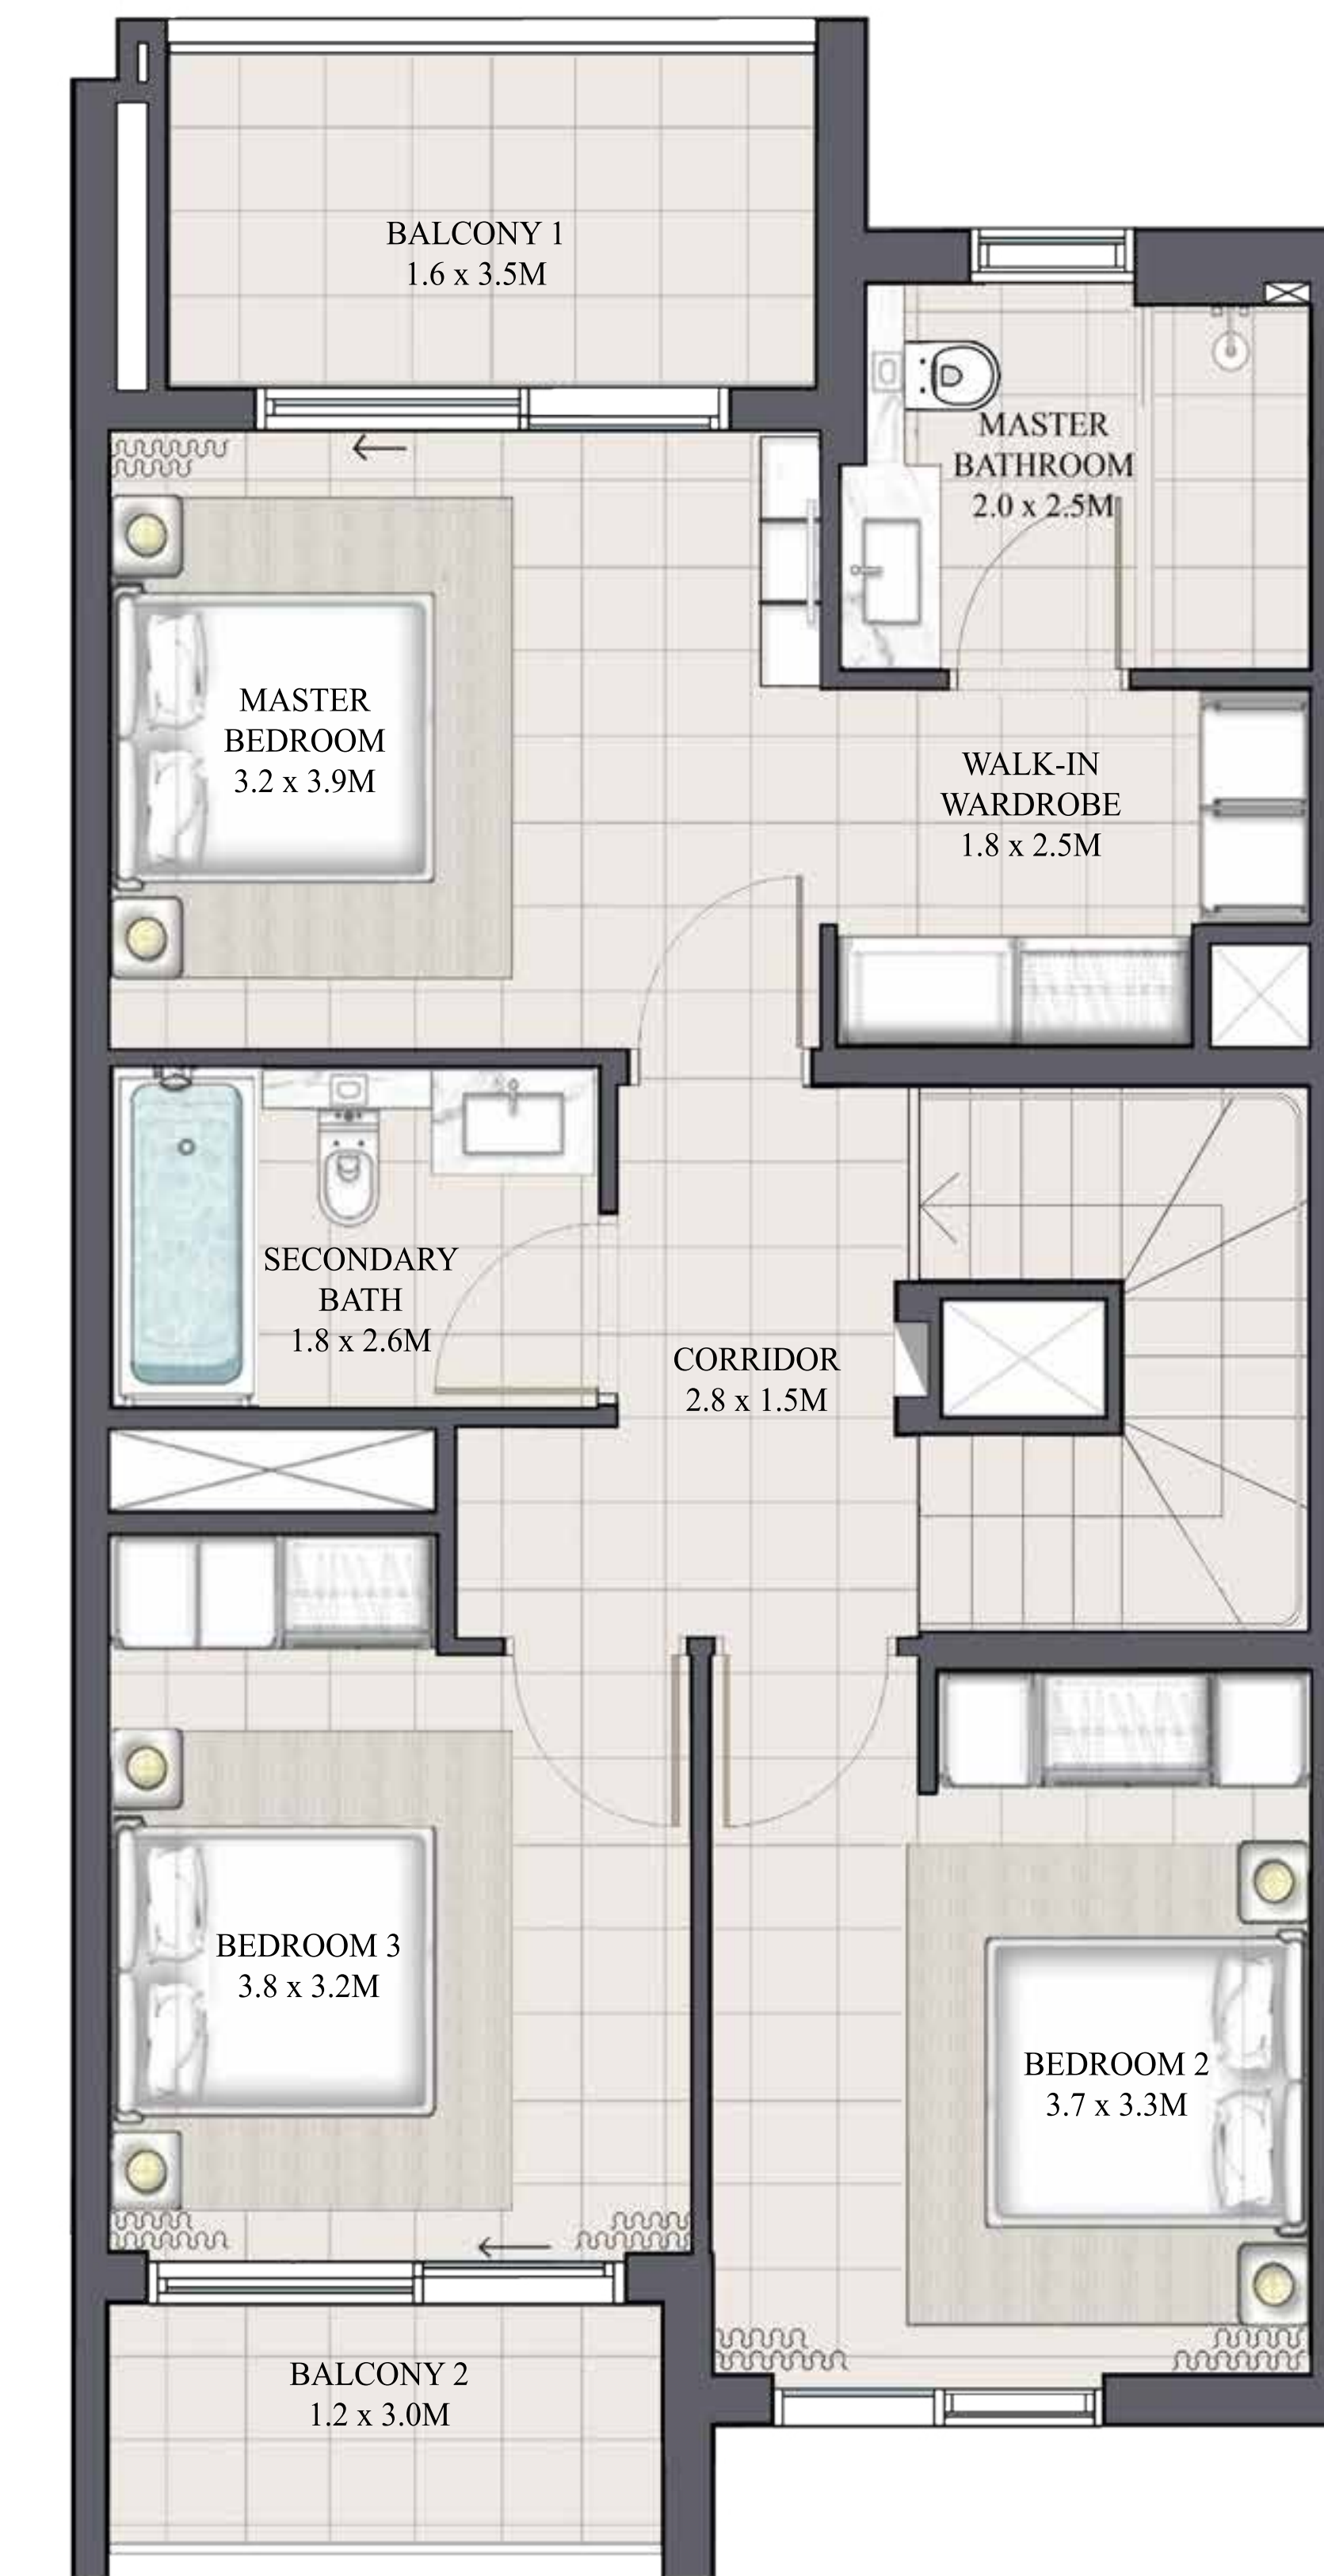 BALCONY 1
1.6 x 3.5M
MASTER
BATHROOM
2.0 x 2.5M
MASTER
BEDROOM
3.2 x 3.9M
WALK-IN
WARDROBE
1.8 x 2.5M
SECONDARY
BATH
1.8 x 2.6M
CORRIDOR
2.8 x 1.5M
BEDROOM 3
3.8 x 3.2M
BEDROOM 2
3.7 x 3.3M
BALCONY 2
1.2 x 3.0M